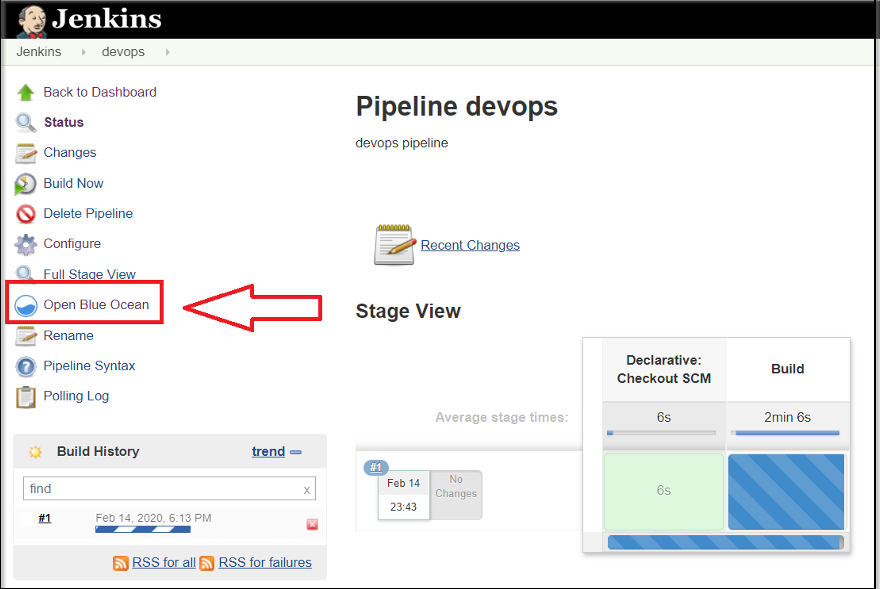 Jenkins
Jenkins devops
Back to Dashboard
Status
Changes
Build Now
Delete Pipeline
Configure
Full Stage View
Open Blue Ocean
Rename
Pipeline Syntax
Polling Log
Build History trend
find x
#1 Feb 14, 2020, 6:13 PM
RSS for all RSS for failures
Pipeline devops
devops pipeline
Recent Changes
Stage View
Declarative:
Checkout SCM
Build
Average stage times:
6s 2min 6s
#1
Feb 14
23:43
No
Changes
6s